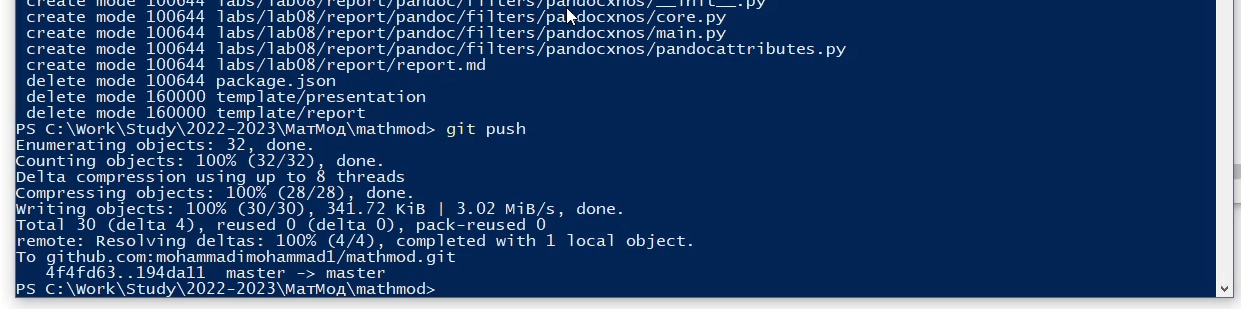 create mode 100644 labs/lab08/report/pandoc/filters/pandocxnos/__init__.py
create mode 100644 labs/lab08/report/pandoc/filters/pandocxnos/core.py
create mode 100644 labs/lab08/report/pandoc/filters/pandocxnos/main.py
create mode 100644 labs/lab08/report/pandoc/filters/pandocxnos/pandocattributes.py
create mode 100644 labs/lab08/report/report.md
delete mode 100644 package.json
delete mode 160000 template/presentation
delete mode 160000 template/report
PS C:\Work\Study\2022-2023\МатМод\mathmod> git push
Enumerating objects: 32, done.
Counting objects: 100% (32/32), done.
Delta compression using up to 8 threads
Compressing objects: 100% (28/28), done.
Writing objects: 100% (30/30), 341.72 KiB | 3.02 MiB/s, done.
Total 30 (delta 4), reused 0 (delta 0), pack-reused 0
remote: Resolving deltas: 100% (4/4), completed with 1 local object.
To github.com:mohammadimohammad1/mathmod.git
4f4fd63..194da11  master -> master
PS C:\Work\Study\2022-2023\МатМод\mathmod>